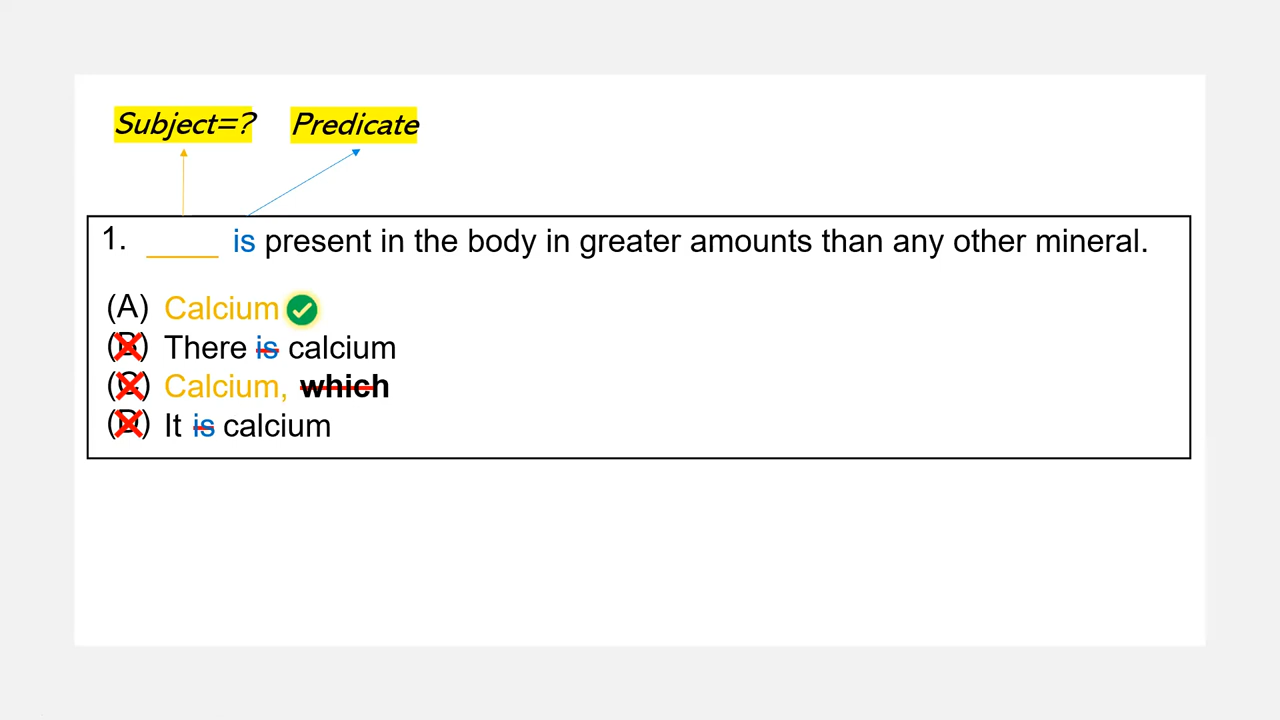 Subject=? Predicate
1. _____ is present in the body in greater amounts than any other mineral.
(A) Calcium
(B) There is calcium
(C) Calcium, which
(D) It is calcium